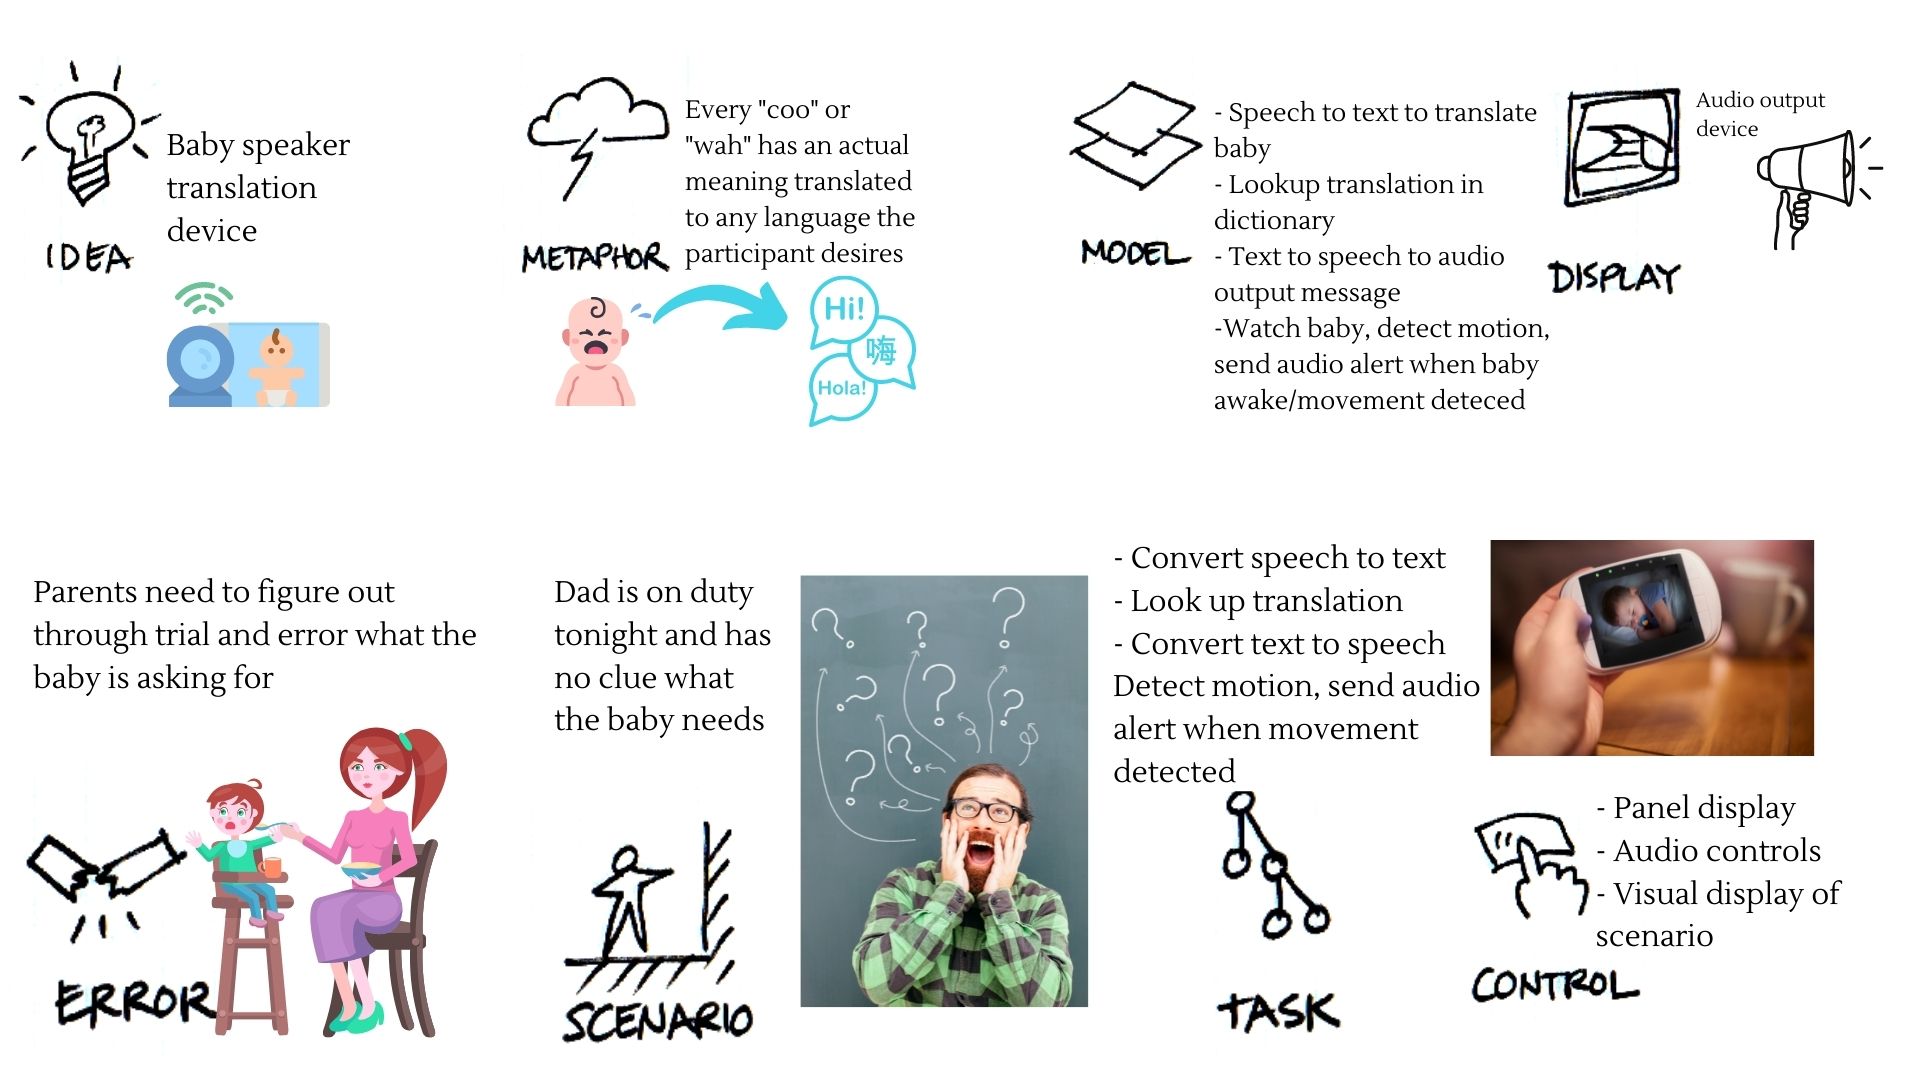 Baby speaker
translation
device
IDEA
Every "coo" or
"wah" has an actual
meaning translated
to any language the
participant desires
METAPHOR
Hi!
嗨
Hola!
- Speech to text to translate
baby
- Lookup translation in
dictionary
- Text to speech to audio
output message
-Watch baby, detect motion,
send audio alert when baby
awake/movement deteced
MODEL
Audio output
device
DISPLAY
Parents need to figure out
through trial and error what the
baby is asking for
ERROR
Dad is on duty
tonight and has
no clue what
the baby needs
SCENARIO
- Convert speech to text
- Look up translation
- Convert text to speech
Detect motion, send audio
alert when movement
detected
TASK
- Panel display
- Audio controls
- Visual display of
scenario
CONTROL